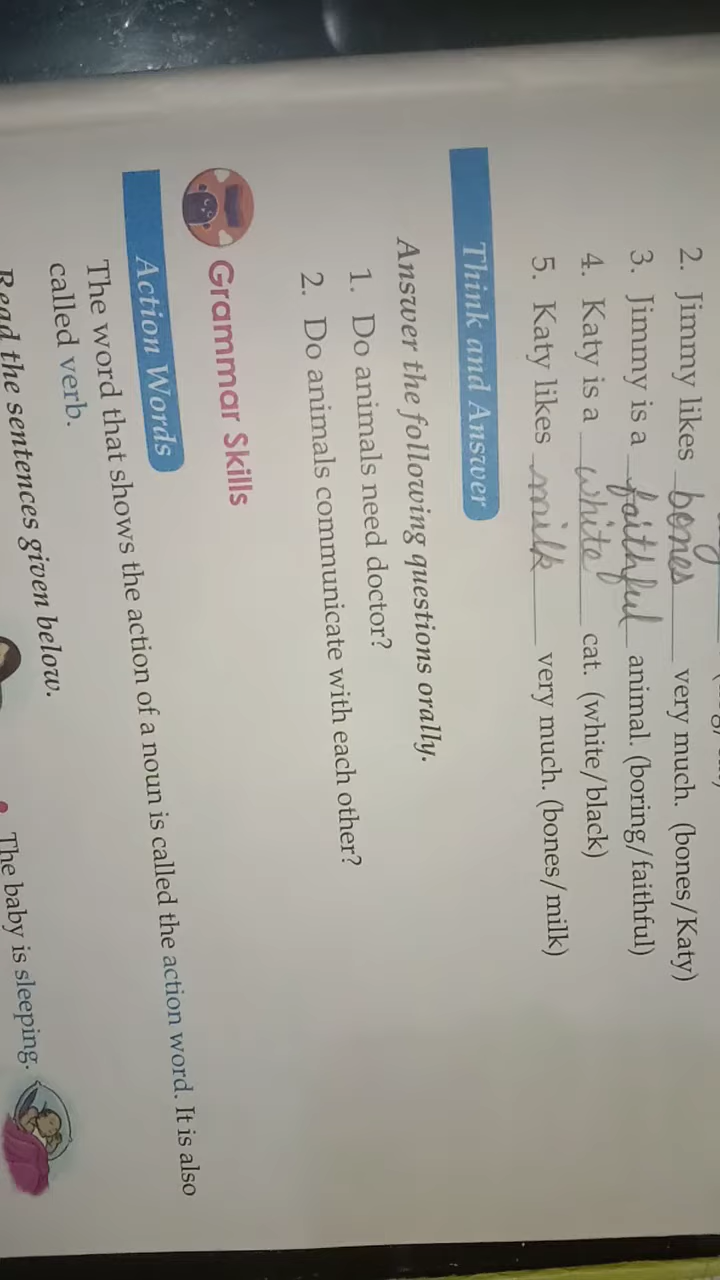 2. Jimmy likes bones very much. (bones/Katy)
3. Jimmy is a faithful animal. (boring/faithful)
4. Katy is a white cat. (white/black)
5. Katy likes milk very much. (bones/milk)
Think and Answer
Answer the following questions orally.
1. Do animals need doctor?
2. Do animals communicate with each other?
Grammar Skills
Action Words
The word that shows the action of a noun is called the action word. It is also
called verb.
Read the sentences given below.
• The baby is sleeping.